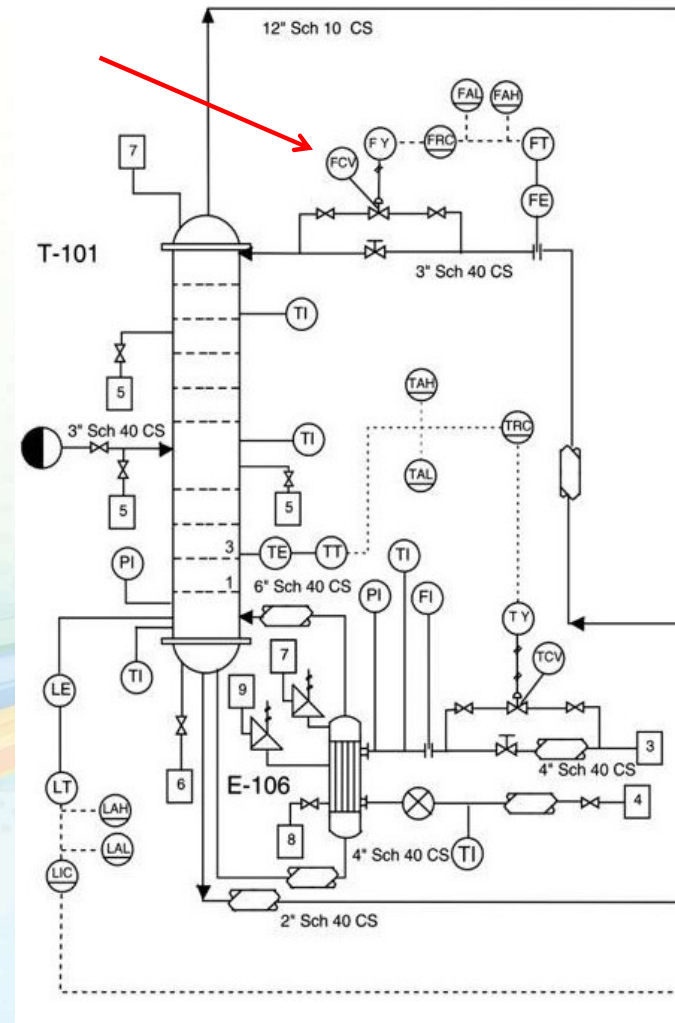 12" Sch 10 CS
FAL
FAH
7
FCV
F Y
FRC
FT
FE
T-101
3" Sch 40 CS
TI
5
TAH
3" Sch 40 CS
TI
TRC
TAL
5
5
3
TE
TT
TI
PI
6" Sch 40 CS
1
PI
FI
T Y
7
TCV
TI
9
LE
3
4" Sch 40 CS
6
E-106
LT
4
LAH
8
LAL
4" Sch 40 CS
TI
LIC
2" Sch 40 CS